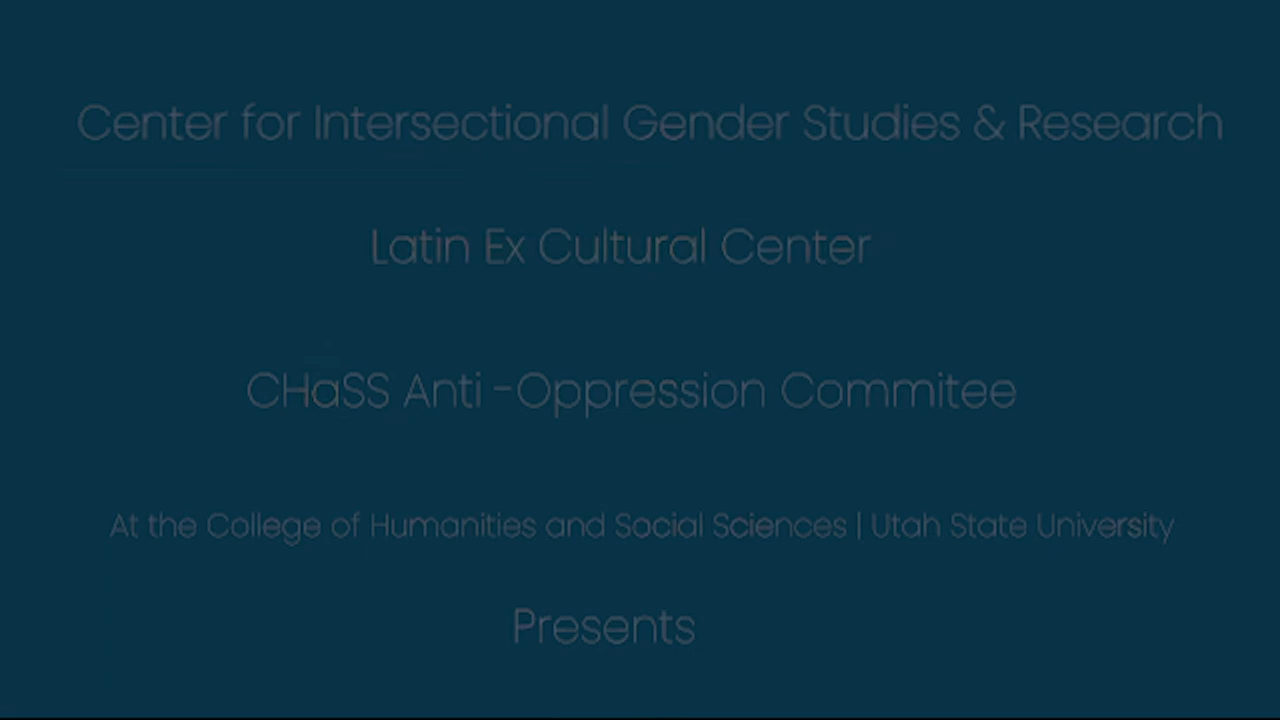 Center for Intersectional Gender Studies & Research
Latin Ex Cultural Center
CHaSS Anti -Oppression Commitee
At the College of Humanities and Social Sciences | Utah State University
Presents